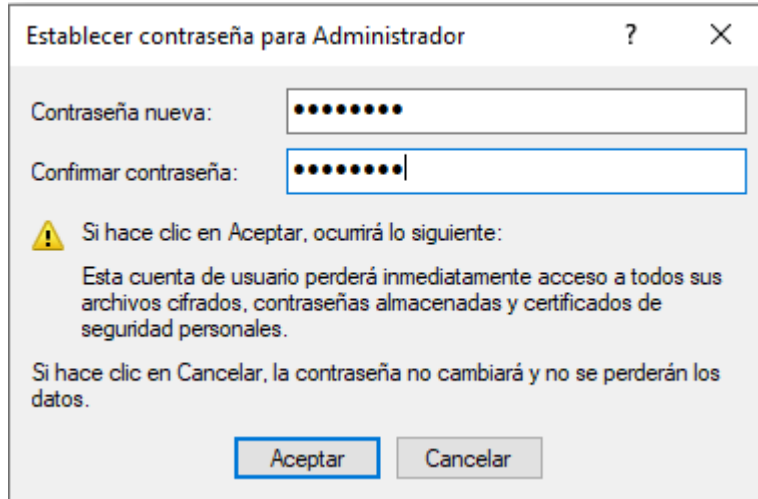 Establecer contraseña para Administrador ? ×
Contraseña nueva: ●●●●●●●●
Confirmar contraseña: ●●●●●●●●
Si hace clic en Aceptar, ocurrirá lo siguiente:
Esta cuenta de usuario perderá inmediatamente acceso a todos sus
archivos cifrados, contraseñas almacenadas y certificados de
seguridad personales.
Si hace clic en Cancelar, la contraseña no cambiará y no se perderán los
datos.
Aceptar Cancelar